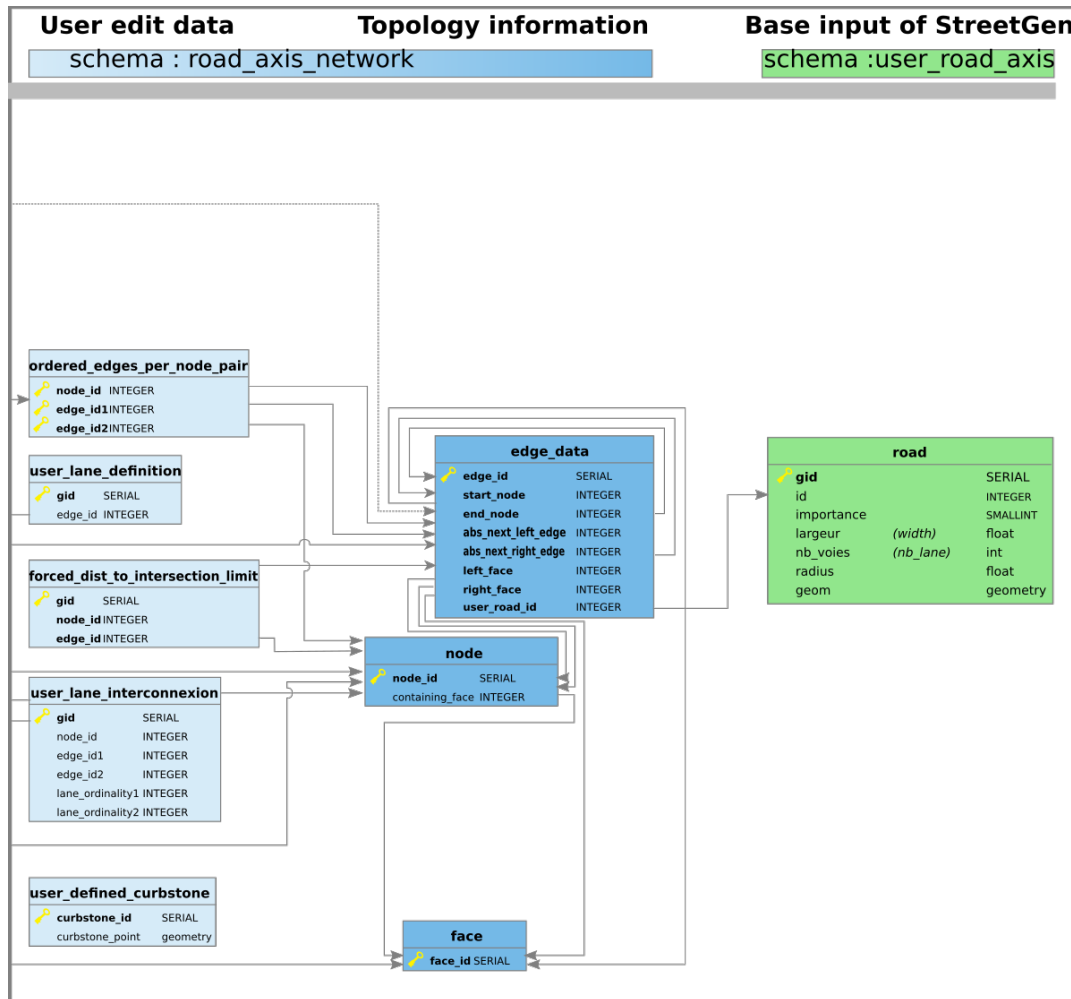 User edit data
Topology information
Base input of StreetGen
schema : road_axis_network
schema :user_road_axis
ordered_edges_per_node_pair
node_id INTEGER
edge_id1 INTEGER
edge_id2 INTEGER
user_lane_definition
gid SERIAL
edge_id INTEGER
forced_dist_to_intersection_limit
gid SERIAL
node_id INTEGER
edge_id INTEGER
user_lane_interconnexion
gid SERIAL
node_id INTEGER
edge_id1 INTEGER
edge_id2 INTEGER
lane_ordinality1 INTEGER
lane_ordinality2 INTEGER
user_defined_curbstone
curbstone_id SERIAL
curbstone_point geometry
edge_data
edge_id SERIAL
start_node INTEGER
end_node INTEGER
abs_next_left_edge INTEGER
abs_next_right_edge INTEGER
left_face INTEGER
right_face INTEGER
user_road_id INTEGER
node
node_id SERIAL
containing_face INTEGER
face
face_id SERIAL
road
gid SERIAL
id INTEGER
importance SMALLINT
largeur (width) float
nb_voies (nb_lane) int
radius float
geom geometry